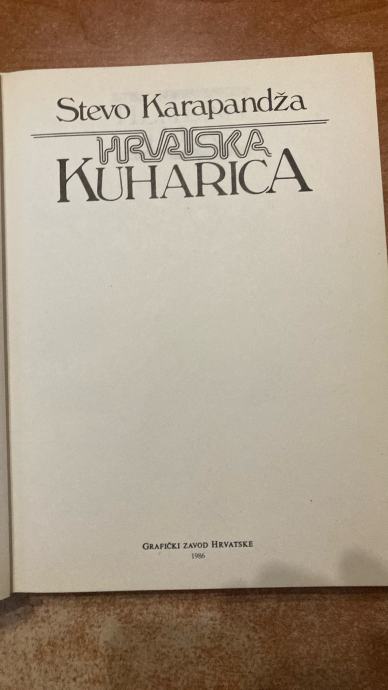 Stevo Karapandža
HRVATSKA
KUHARICA
GRAFIČKI ZAVOD HRVATSKE
1986